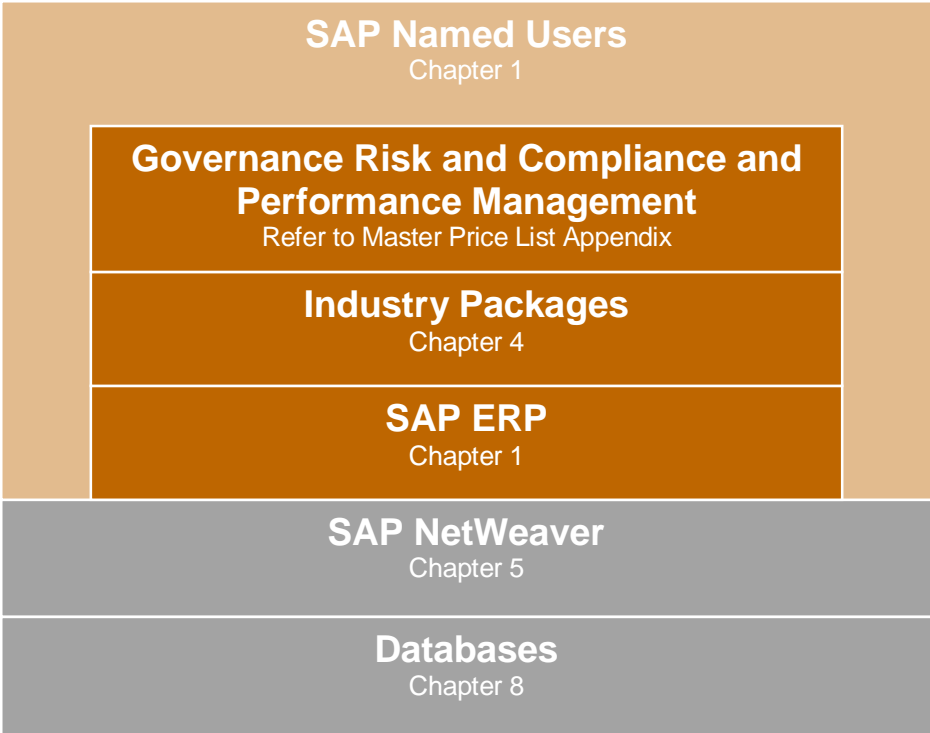 SAP Named Users
Chapter 1
Governance Risk and Compliance and
Performance Management
Refer to Master Price List Appendix
Industry Packages
Chapter 4
SAP ERP
Chapter 1
SAP NetWeaver
Chapter 5
Databases
Chapter 8